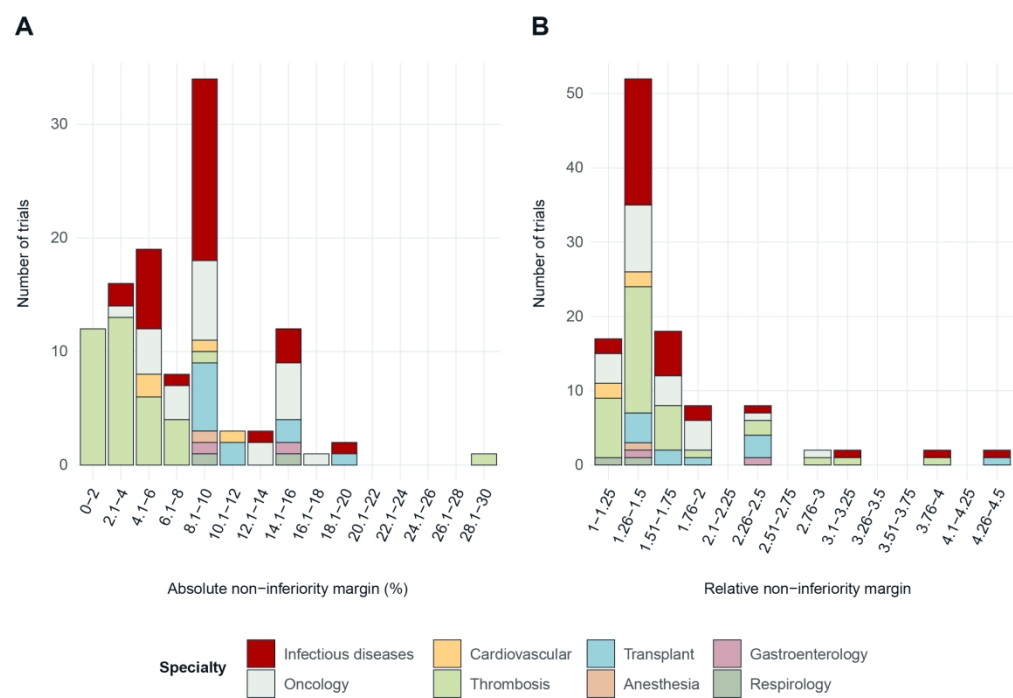 A
B
Number of trials
30
20
10
0
0−2
2.1−4
4.1−6
6.1−8
8.1−10
10.1−12
12.1−14
14.1−16
16.1−18
18.1−20
20.1−22
22.1−24
24.1−26
26.1−28
28.1−30
Absolute non−inferiority margin (%)
Number of trials
50
40
30
20
10
0
1−1.25
1.26−1.5
1.51−1.75
1.76−2
2.1−2.25
2.26−2.5
2.51−2.75
2.76−3
3.1−3.25
3.26−3.5
3.51−3.75
3.76−4
4.1−4.25
4.26−4.5
Relative non−inferiority margin
Specialty
Infectious diseases
Cardiovascular
Transplant
Gastroenterology
Oncology
Thrombosis
Anesthesia
Respirology